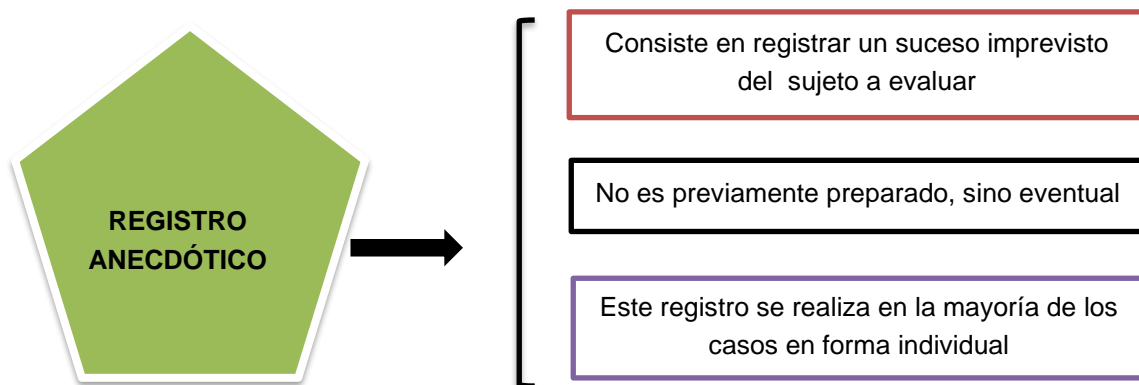 REGISTRO
ANECDÓTICO
Consiste en registrar un suceso imprevisto
del sujeto a evaluar
No es previamente preparado, sino eventual
Este registro se realiza en la mayoría de los
casos en forma individual